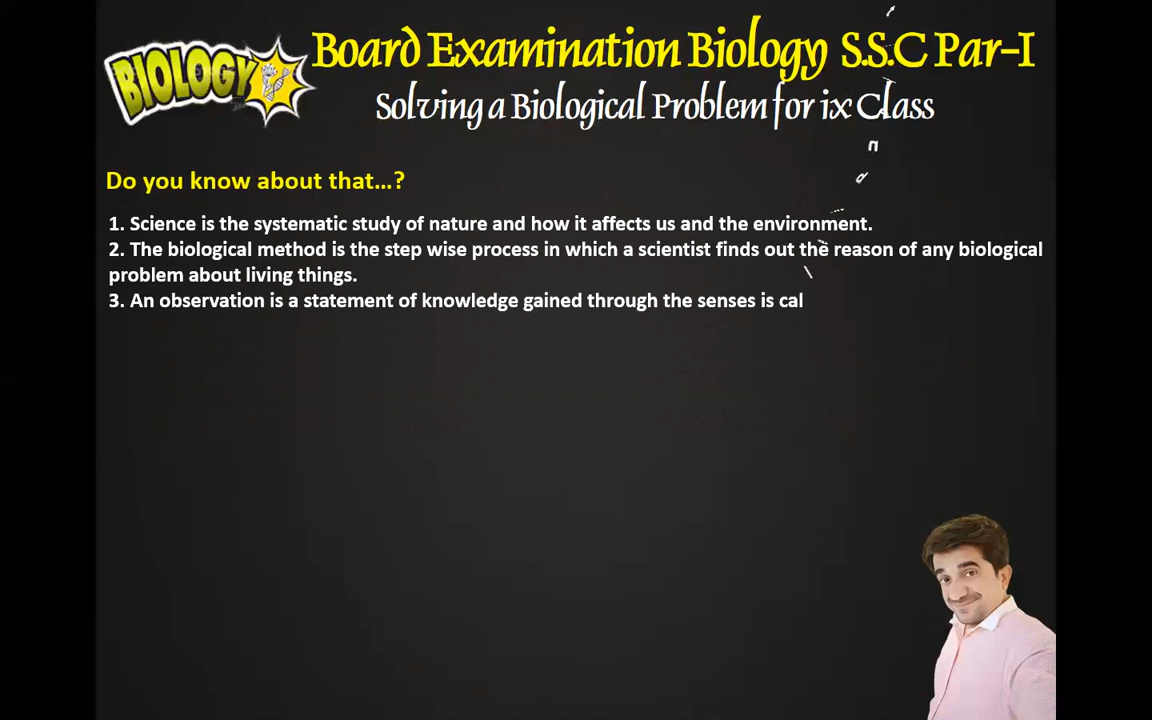 BIOLOGY
Board Examination Biology S.S.C Par-I
Solving a Biological Problem for ix Class
Do you know about that...?
1. Science is the systematic study of nature and how it affects us and the environment.
2. The biological method is the step wise process in which a scientist finds out the reason of any biological
problem about living things.
3. An observation is a statement of knowledge gained through the senses is cal